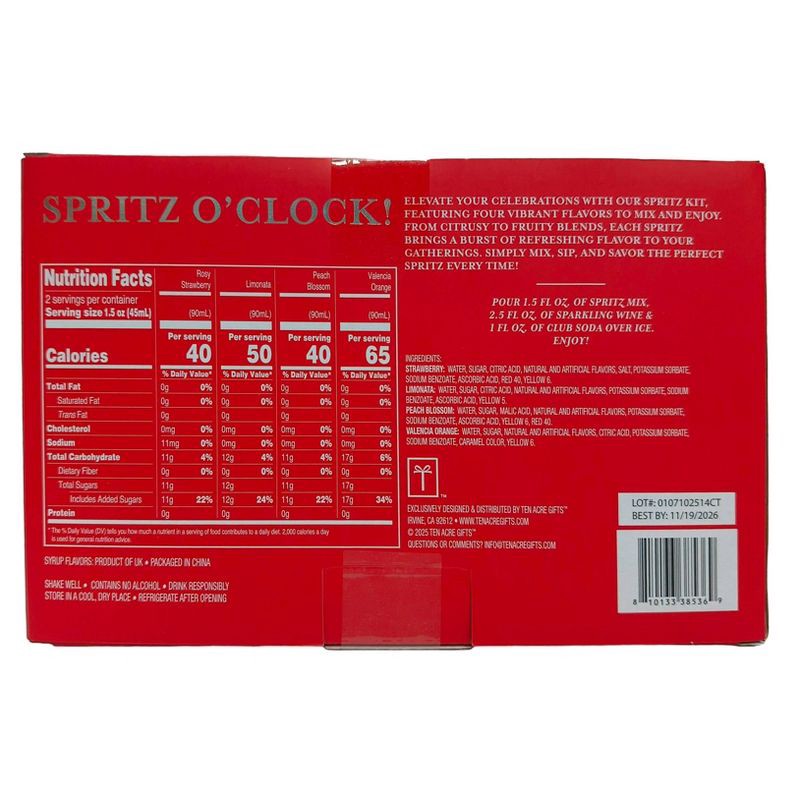 SPRITZ O'CLOCK!
ELEVATE YOUR CELEBRATIONS WITH OUR SPRITZ KIT,
FEATURING FOUR VIBRANT FLAVORS TO MIX AND ENJOY.
FROM CITRUSY TO FRUITY BLENDS, EACH SPRITZ
BRINGS A BURST OF REFRESHING FLAVOR TO YOUR
GATHERINGS. SIMPLY MIX, SIP, AND SAVOR THE PERFECT
SPRITZ EVERY TIME!
POUR 1.5 FL OZ. OF SPRITZ MIX,
2.5 FL OZ. OF SPARKLING WINE &
1 FL OZ. OF CLUB SODA OVER ICE.
ENJOY!
Nutrition Facts
2 servings per container
Serving size 1.5 oz (45mL)
Rosy Strawberry Limonata Peach Blossom Valencia Orange
(90mL) (90mL) (90mL) (90mL)
Per serving Per serving Per serving Per serving
Calories 40 50 40 65
% Daily Value* % Daily Value* % Daily Value* % Daily Value*
Total Fat 0g 0% 0g 0% 0g 0% 0g 0%
Saturated Fat 0g 0% 0g 0% 0g 0% 0g 0%
Trans Fat 0g 0g 0g 0g
Cholesterol 0mg 0% 0mg 0% 0mg 0% 0mg 0%
Sodium 11mg 0% 0mg 0% 0mg 0% 0mg 0%
Total Carbohydrate 11g 4% 12g 4% 11g 4% 17g 6%
Dietary Fiber 0g 0% 0g 0% 0g 0% 0g 0%
Total Sugars 11g 12g 11g 17g
Includes Added Sugars 11g 22% 12g 24% 11g 22% 17g 34%
Protein 0g 0g 0g 0g
*The % Daily Value (DV) tells you how much a nutrient in a serving of food contributes to a daily diet. 2,000 calories a day
is used for general nutrition advice.
SYRUP FLAVORS: PRODUCT OF UK • PACKAGED IN CHINA
SHAKE WELL • CONTAINS NO ALCOHOL • DRINK RESPONSIBLY
STORE IN A COOL, DRY PLACE • REFRIGERATE AFTER OPENING
INGREDIENTS:
STRAWBERRY: WATER, SUGAR, CITRIC ACID, NATURAL AND ARTIFICIAL FLAVORS, SALT, POTASSIUM SORBATE,
SODIUM BENZOATE, ASCORBIC ACID, RED 40, YELLOW 6.
LIMONATA: WATER, SUGAR, CITRIC ACID, NATURAL AND ARTIFICIAL FLAVORS, POTASSIUM SORBATE, SODIUM
BENZOATE, ASCORBIC ACID, YELLOW 5.
PEACH BLOSSOM: WATER, SUGAR, MALIC ACID, NATURAL AND ARTIFICIAL FLAVORS, POTASSIUM SORBATE,
SODIUM BENZOATE, ASCORBIC ACID, YELLOW 6, RED 40.
VALENCIA ORANGE: WATER, SUGAR, NATURAL AND ARTIFICIAL FLAVORS, CITRIC ACID, POTASSIUM SORBATE,
SODIUM BENZOATE, CARAMEL COLOR, YELLOW 6.
™
EXCLUSIVELY DESIGNED & DISTRIBUTED BY TEN ACRE GIFTS™
IRVINE, CA 92612 • WWW.TENACREGIFTS.COM
© 2025 TEN ACRE GIFTS™
QUESTIONS OR COMMENTS? INFO@TENACREGIFTS.COM
LOT#: 0107102514CT
BEST BY: 11/19/2026
8 10133 38536 9